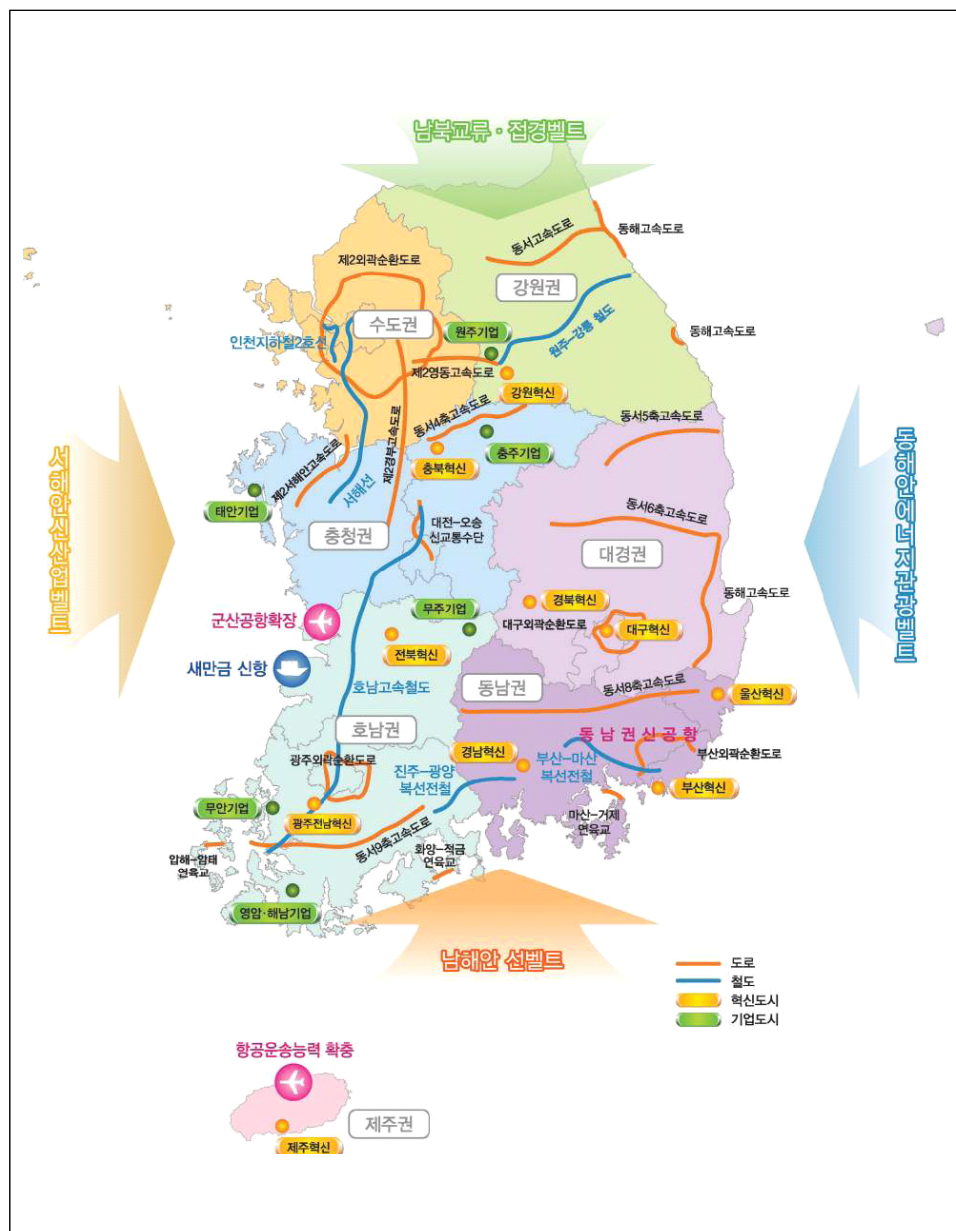 남북교류·접경벨트
동서고속도로
동해고속도로
제2외곽순환도로
강원권
수도권
원주기업
인천지하철2호선
원주-강릉 철도
동해고속도로
제2영동고속도로
강원혁신
동서4축고속도로
동서5축고속도로
제2경부고속도로
충북혁신
충주기업
제2서해안고속도로
서해선
태안기업
서해안신산업벨트
동해안에너지관광벨트
동서6축고속도로
충청권
대전-오송
신교통수단
대경권
동해고속도로
무주기업
경북혁신
군산공항확장
대구외곽순환도로
대구혁신
전북혁신
새만금 신항
호남고속철도
동남권
동서8축고속도로
울산혁신
호남권
동남권신공항
광주외곽순환도로
경남혁신
부산-마산
복선전철
부산외곽순환도로
진주-광양
복선전철
부산혁신
무안기업
광주전남혁신
마산-거제
연육교
동서9축고속도로
압해-암태
연육교
화양-적금
연육교
영암·해남기업
남해안 선벨트
도로
철도
혁신도시
기업도시
항공운송능력 확충
제주권
제주혁신